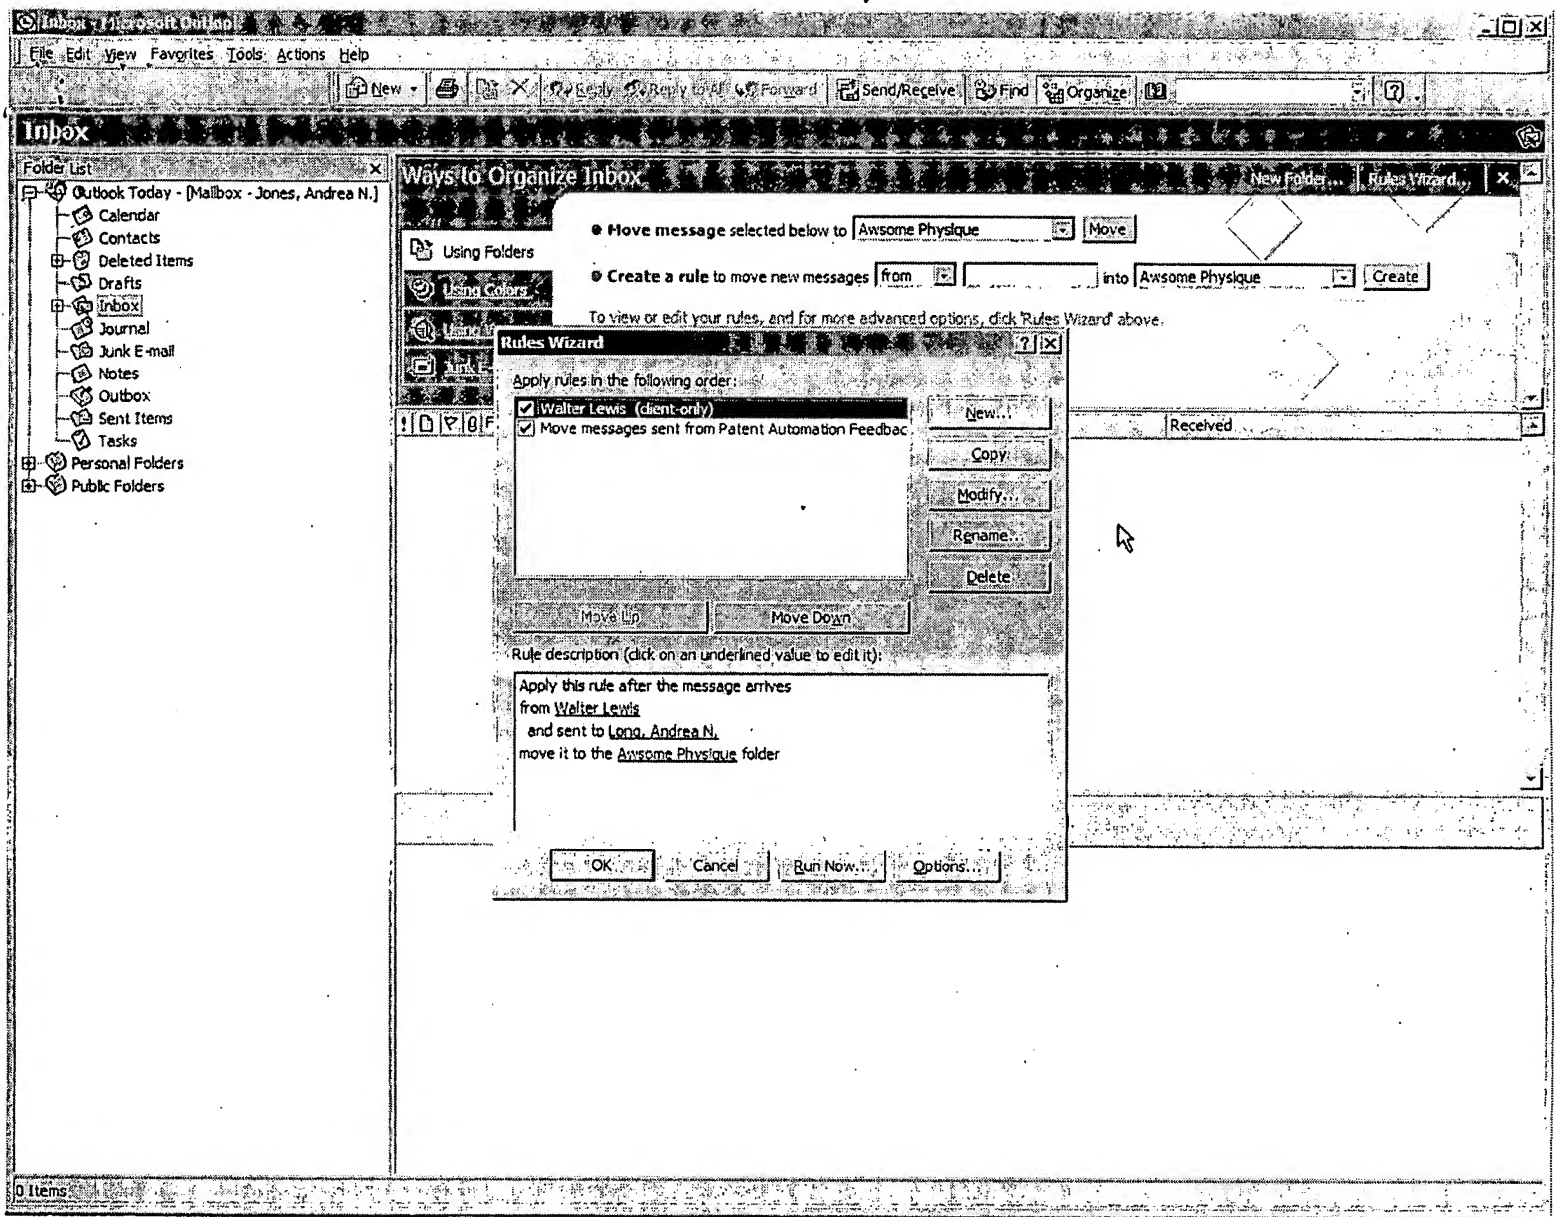 Inbox - Microsoft Outlook
File Edit View Favorites Tools Actions Help
New Reply Reply to All Forward Send/Receive Find Organize
Inbox
Folder List
Outlook Today - [Mailbox - Jones, Andrea N.]
Calendar
Contacts
Deleted Items
Drafts
Inbox
Journal
Junk E-mail
Notes
Outbox
Sent Items
Tasks
Personal Folders
Public Folders
Ways to Organize Inbox
New Folder... Rules Wizard...
Using Folders
Using Colors
Move message selected below to Awsome Physique Move
Create a rule to move new messages from into Awsome Physique Create
To view or edit your rules, and for more advanced options, click 'Rules Wizard' above.
Received
Rules Wizard
Apply rules in the following order:
Walter Lewis (client-only)
Move messages sent from Patent Automation Feedbac
New...
Copy
Modify...
Rename...
Delete
Move Up Move Down
Rule description (click on an underlined value to edit it):
Apply this rule after the message arrives
from Walter Lewis
and sent to Long, Andrea N.
move it to the Awsome Physique folder
OK Cancel Run Now... Options...
0 Items